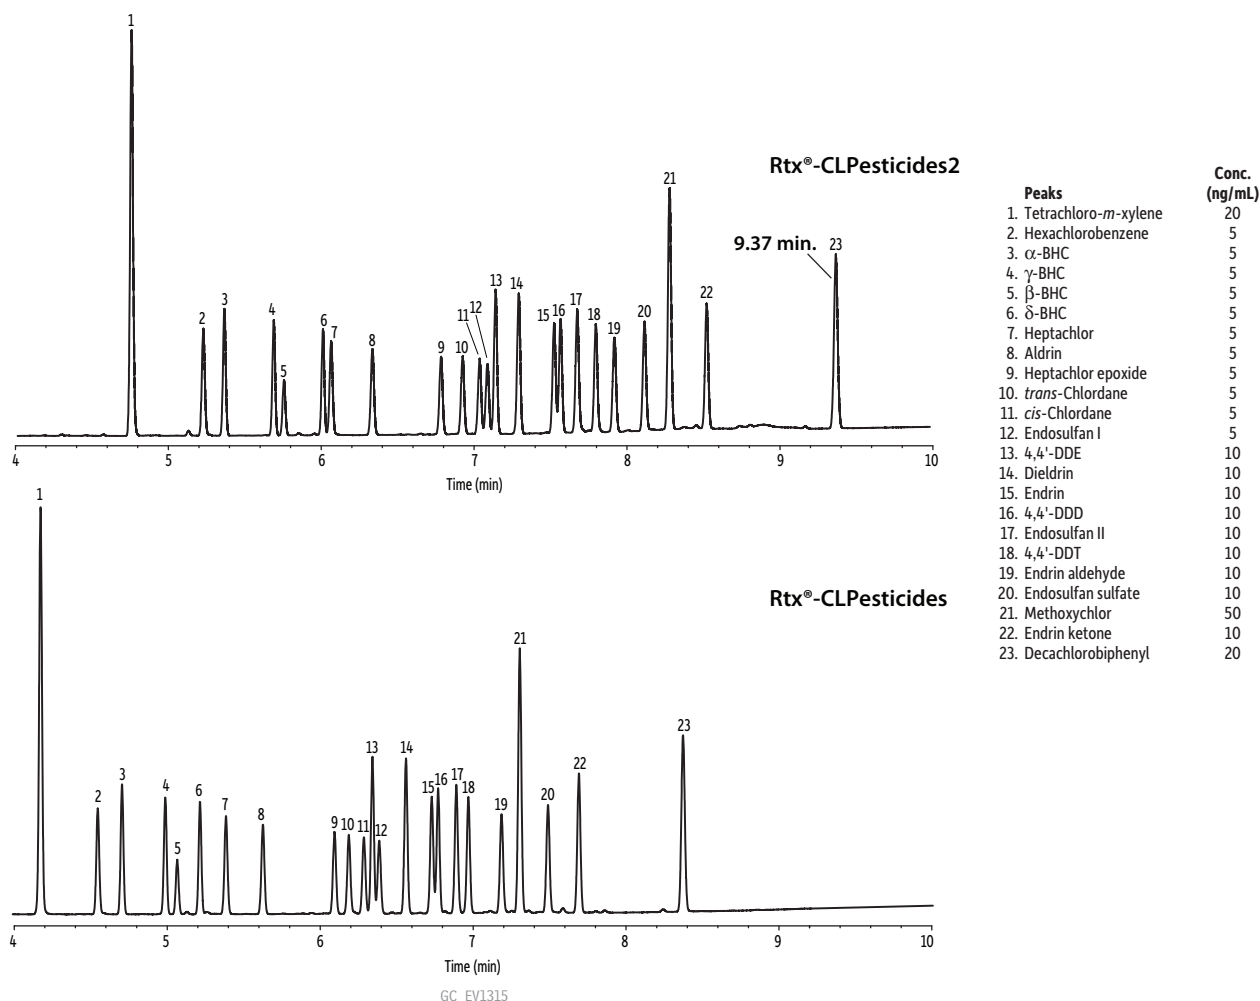 1
2
3
4
5
6
7
8
9
10
11
12
13
14
15
16
17
18
19
20
21
22
23
Rtx®-CLPesticides2
9.37 min.
4 5 6 7 8 9 10
Time (min)
1
2
3
4
5
6
7
8
9
10
11
12
13
14
15
16
17
18
19
20
21
22
23
Rtx®-CLPesticides
4 5 6 7 8 9 10
Time (min)
GC_EV1315
Peaks Conc. (ng/mL)
1. Tetrachloro-m-xylene 20
2. Hexachlorobenzene 5
3. α-BHC 5
4. γ-BHC 5
5. β-BHC 5
6. δ-BHC 5
7. Heptachlor 5
8. Aldrin 5
9. Heptachlor epoxide 5
10. trans-Chlordane 5
11. cis-Chlordane 5
12. Endosulfan I 5
13. 4,4'-DDE 10
14. Dieldrin 10
15. Endrin 10
16. 4,4'-DDD 10
17. Endosulfan II 10
18. 4,4'-DDT 10
19. Endrin aldehyde 10
20. Endosulfan sulfate 10
21. Methoxychlor 50
22. Endrin ketone 10
23. Decachlorobiphenyl 20